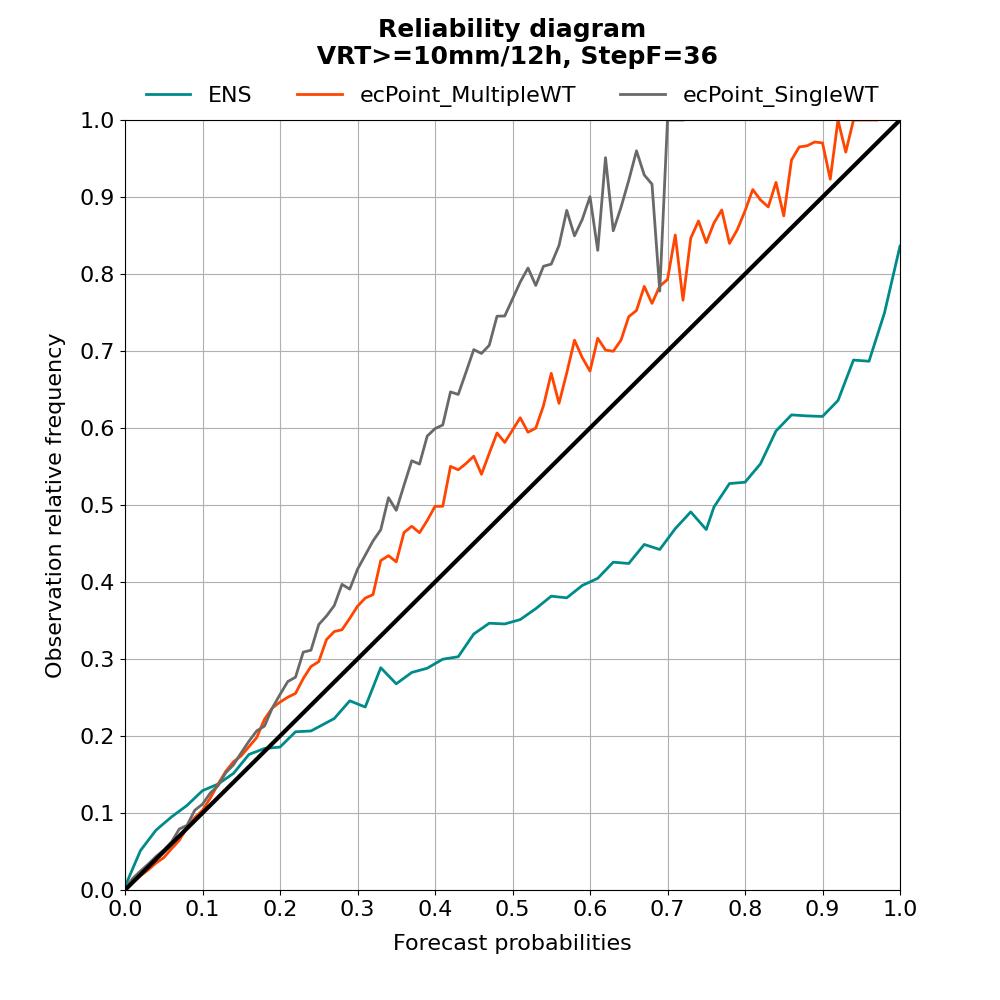 Reliability diagram
VRT>=10mm/12h, StepF=36
ENS ecPoint_MultipleWT ecPoint_SingleWT
1.0
0.9
0.8
0.7
0.6
0.5
0.4
0.3
0.2
0.1
0.0
Observation relative frequency
0.0 0.1 0.2 0.3 0.4 0.5 0.6 0.7 0.8 0.9 1.0
Forecast probabilities